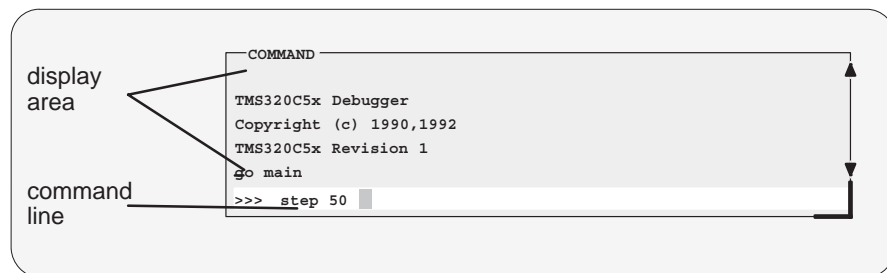 COMMAND
display
area
TMS320C5x Debugger
Copyright (c) 1990,1992
TMS320C5x Revision 1
go main
command
line
>>> step 50